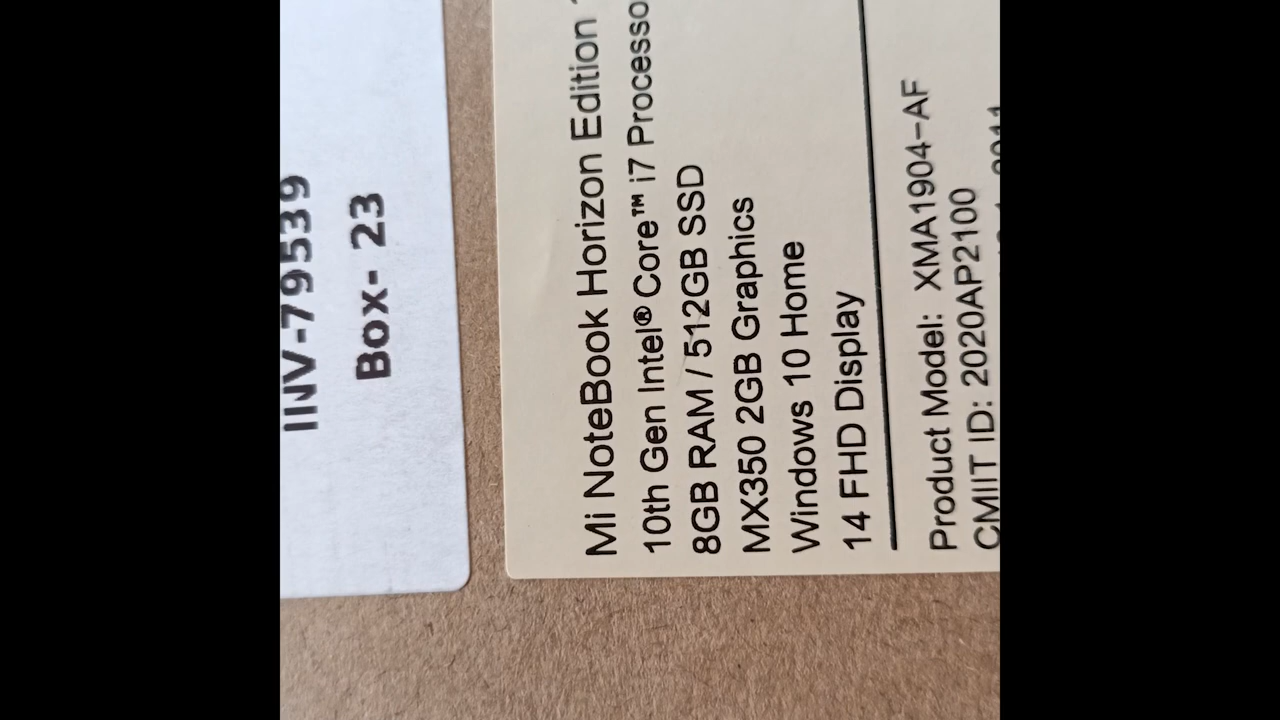 INV-79539
Box- 23
Mi NoteBook Horizon Edition
10th Gen Intel® Core™ i7 Processo
8GB RAM / 512GB SSD
MX350 2GB Graphics
Windows 10 Home
14 FHD Display
Product Model: XMA1904-AF
CMIIT ID: 2020AP2100